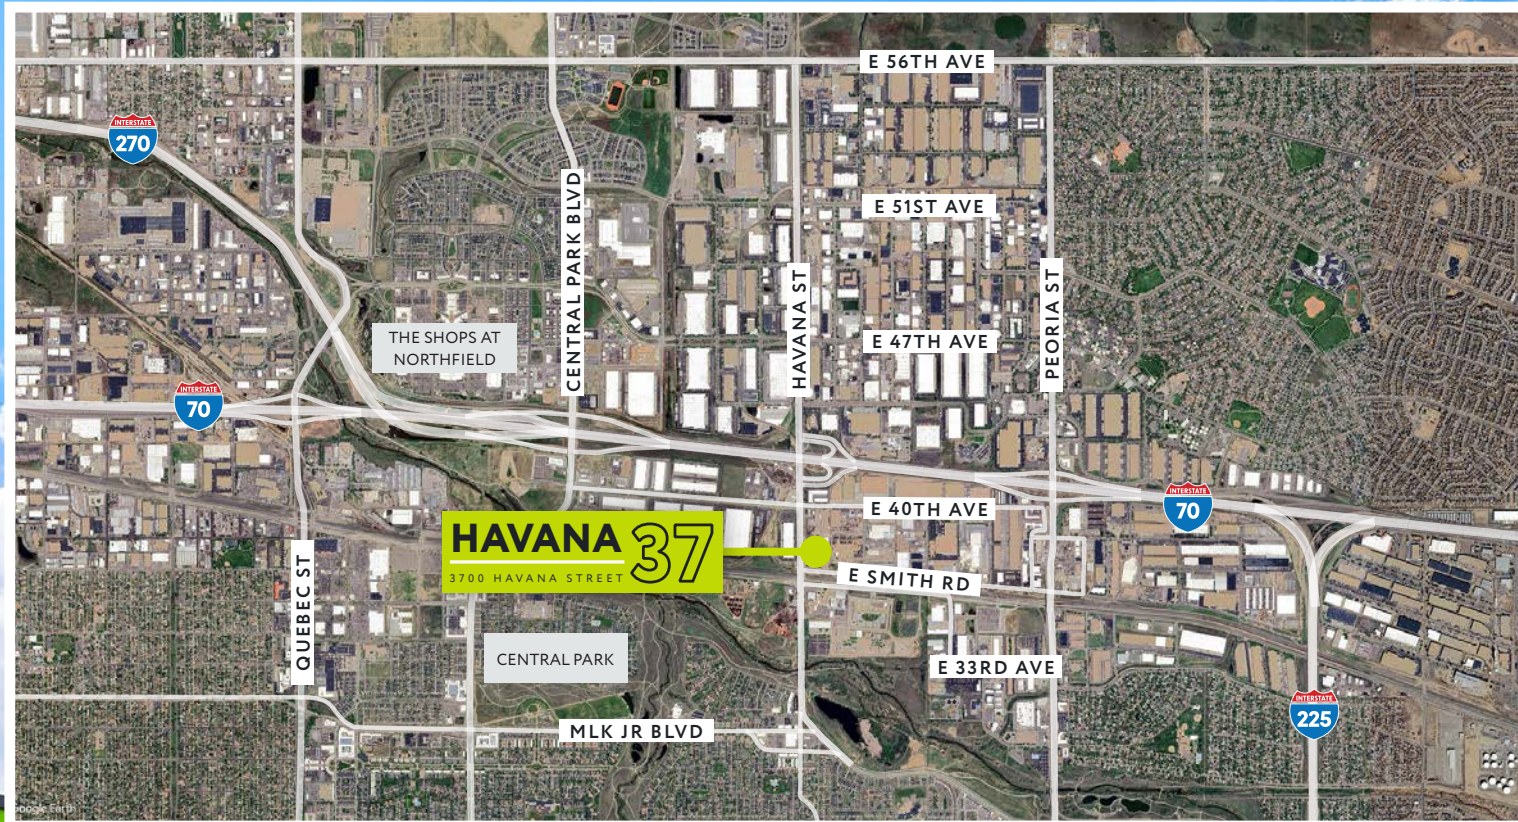 E 56TH AVE
INTERSTATE
270
CENTRAL PARK BLVD
E 51ST AVE
HAVANA ST
PEORIA ST
THE SHOPS AT
NORTHFIELD
E 47TH AVE
INTERSTATE
70
E 40TH AVE
INTERSTATE
70
HAVANA 37
3700 HAVANA STREET
E SMITH RD
QUEBEC ST
CENTRAL PARK
E 33RD AVE
INTERSTATE
225
MLK JR BLVD
Google Earth